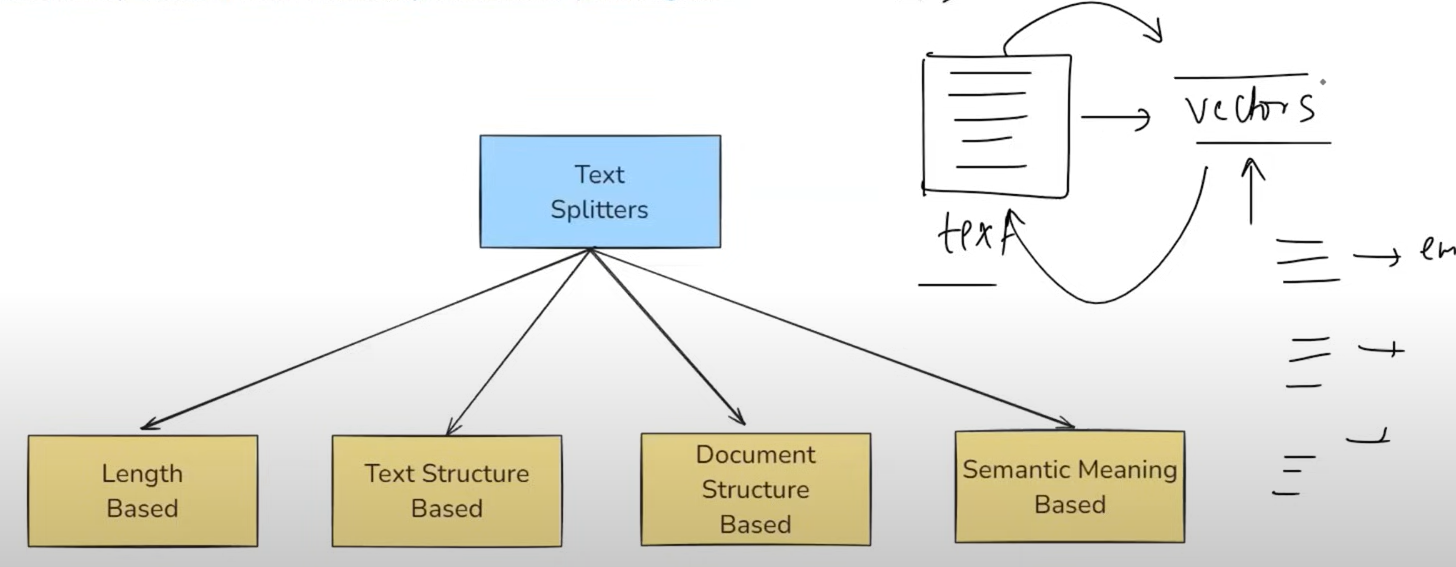 vectors
Text
Splitters
text
Length
Based
Text Structure
Based
Document
Structure
Based
Semantic Meaning
Based